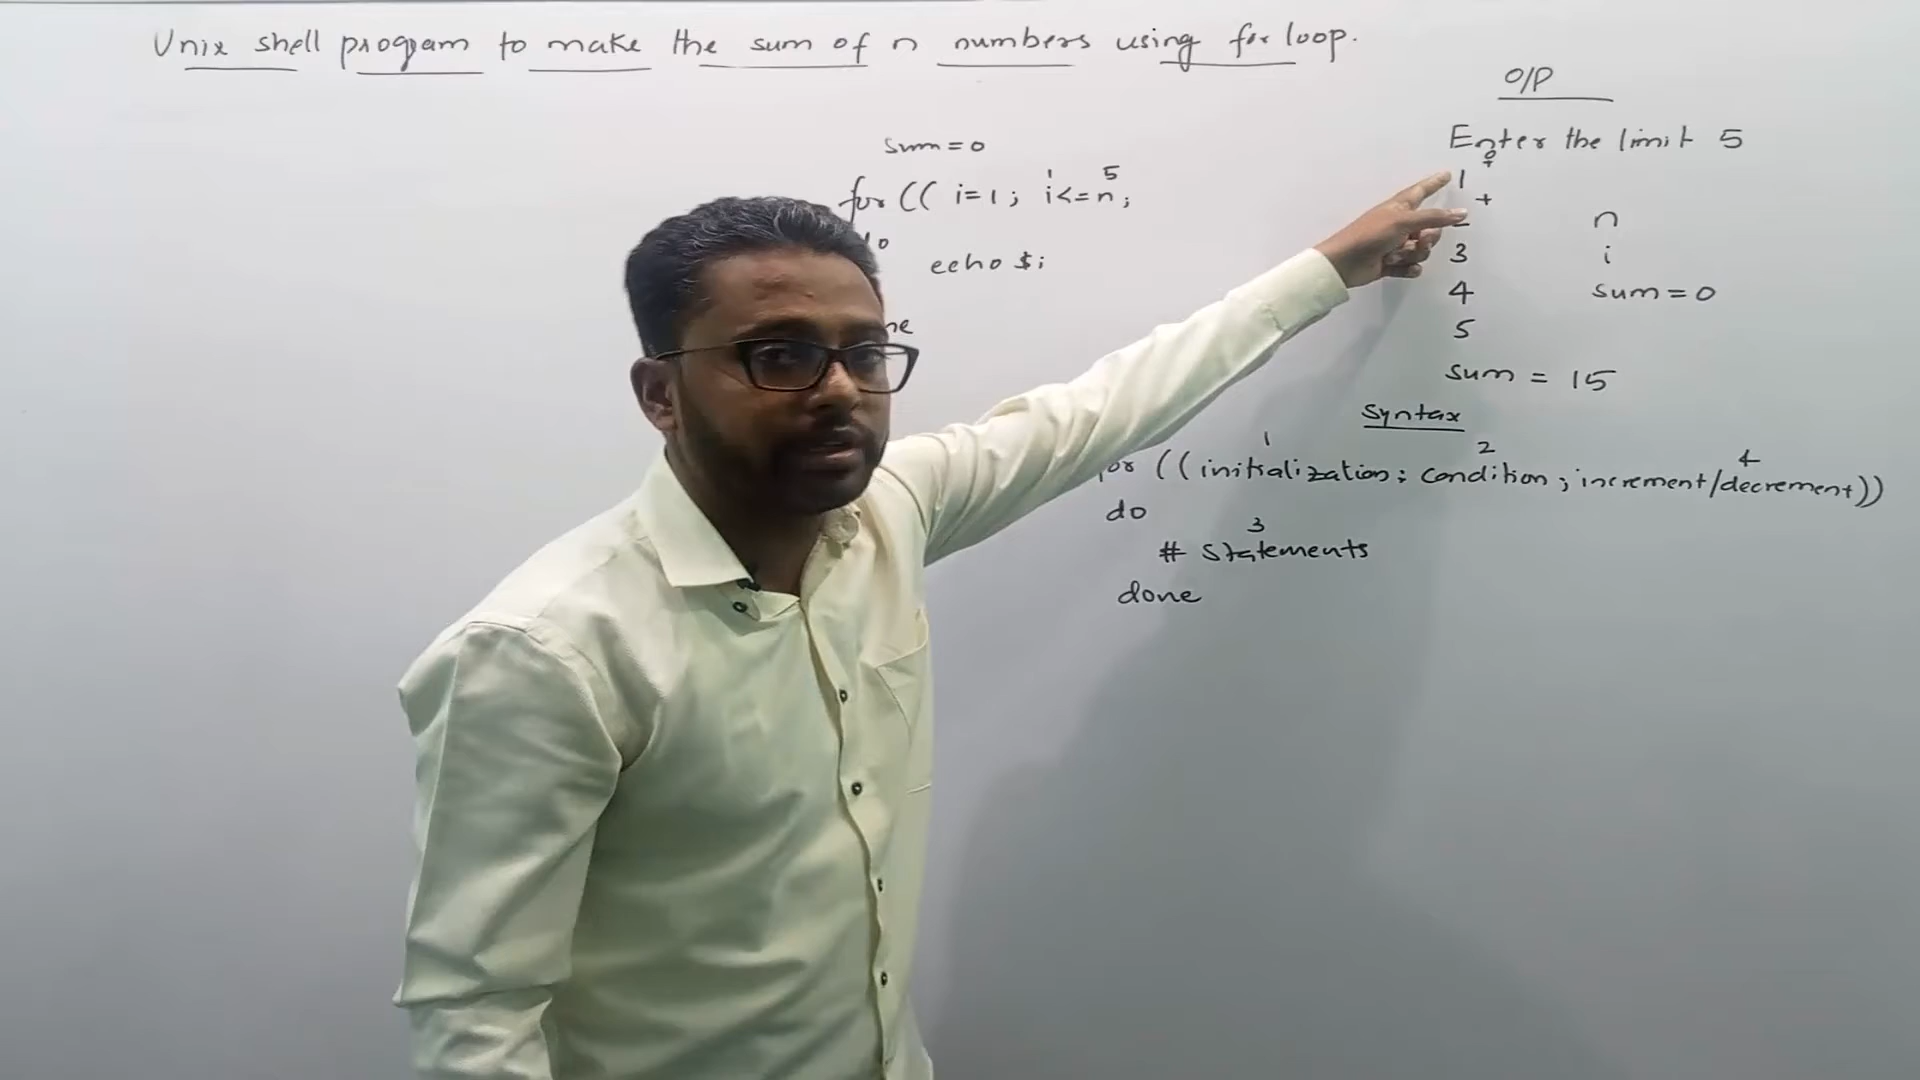 Unix shell program to make the sum of n numbers using for loop.
sum = 0
1 5
for (( i=1 ; i<=n;
echo $i
O/P
Enter the limit 5
0
+
1
+
3
4
5
sum = 15
n
i
sum = 0
Syntax
1 2 4
((initialization; condition ; increment/decrement))
do
3
# statements
done